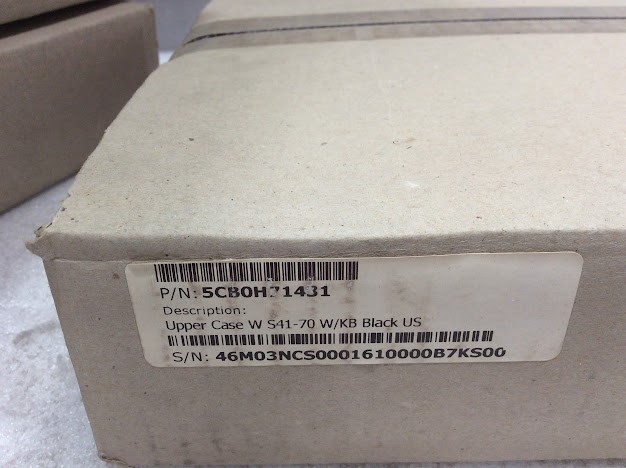 P/N: 5CB0H71431
Description:
Upper Case W S41-70 W/KB Black US
S/N: 46M03NCS0001610000B7KS00